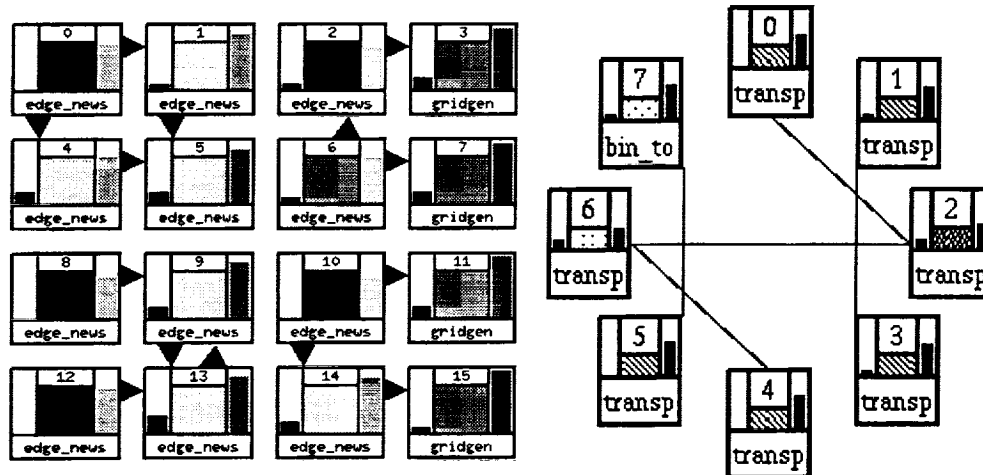 0 1 2 3
edge_news edge_news edge_news gridgen
4 5 6 7
edge_news edge_news edge_news gridgen
8 9 10 11
edge_news edge_news edge_news gridgen
12 13 14 15
edge_news edge_news edge_news gridgen
0
transp
7
bin_to
1
transp
6
transp
2
transp
5
transp
3
transp
4
transp